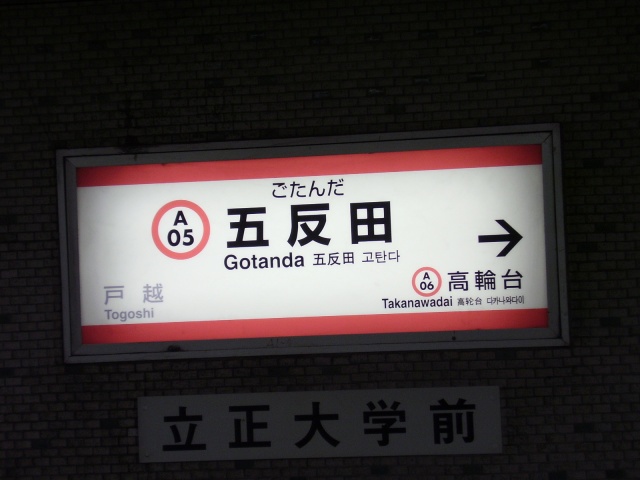 ごたんだ
A 05 五反田
Gotanda 五反田 고탄다
戸越
Togoshi
A 06 高輪台
Takanawadai 高轮台 다카나와다이
立正大学前